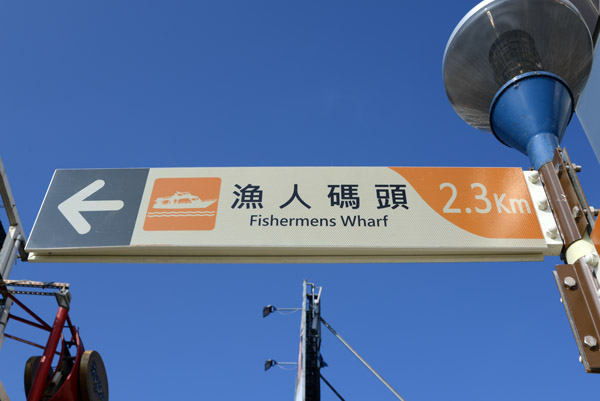 漁人碼頭
Fishermens Wharf
2.3Km